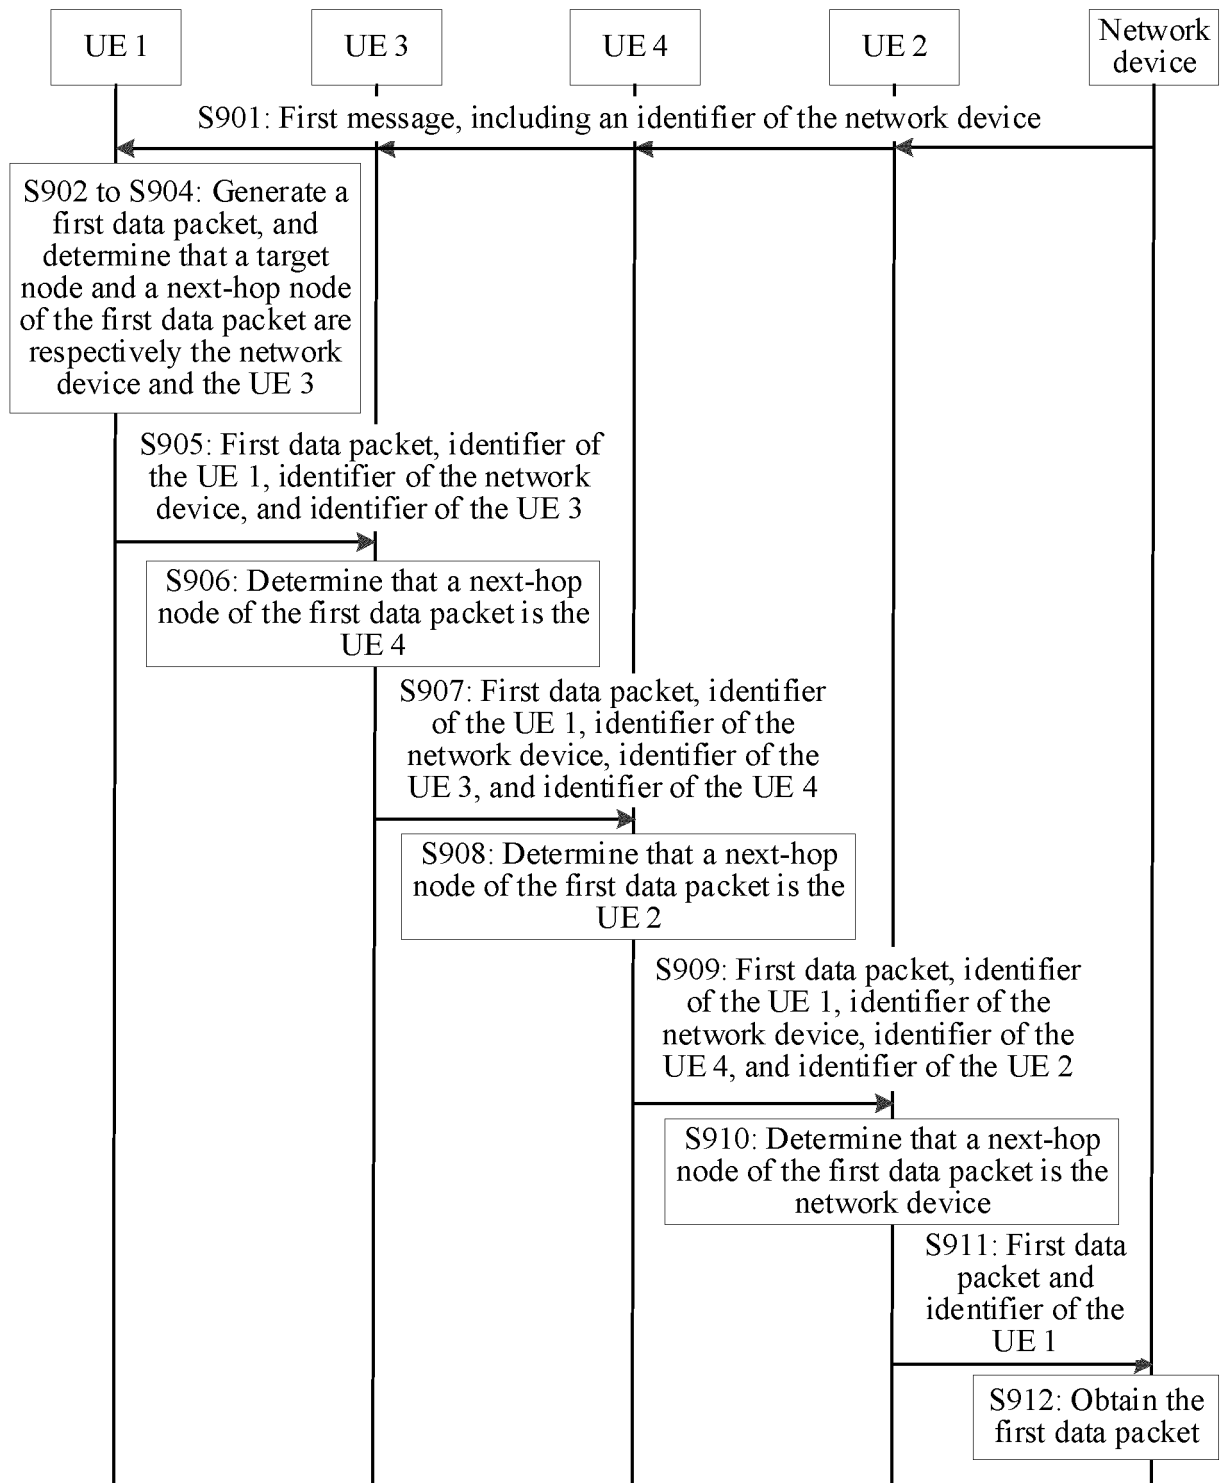 UE 1
UE 3
UE 4
UE 2
Network
device
S901: First message, including an identifier of the network device
S902 to S904: Generate a
first data packet, and
determine that a target
node and a next-hop node
of the first data packet are
respectively the network
device and the UE 3
S905: First data packet, identifier of
the UE 1, identifier of the network
device, and identifier of the UE 3
S906: Determine that a next-hop
node of the first data packet is the
UE 4
S907: First data packet, identifier
of the UE 1, identifier of the
network device, identifier of the
UE 3, and identifier of the UE 4
S908: Determine that a next-hop
node of the first data packet is the
UE 2
S909: First data packet, identifier
of the UE 1, identifier of the
network device, identifier of the
UE 4, and identifier of the UE 2
S910: Determine that a next-hop
node of the first data packet is the
network device
S911: First data
packet and
identifier of the
UE 1
S912: Obtain the
first data packet